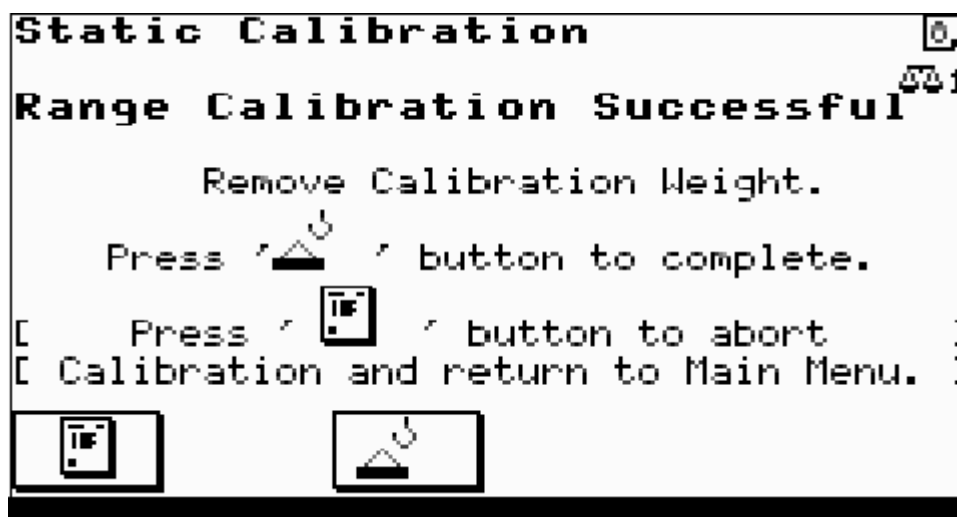 Static Calibration
Range Calibration Successful
Remove Calibration Weight.
Press ' ' button to complete.
[ Press ' ' button to abort ]
[ Calibration and return to Main Menu. ]